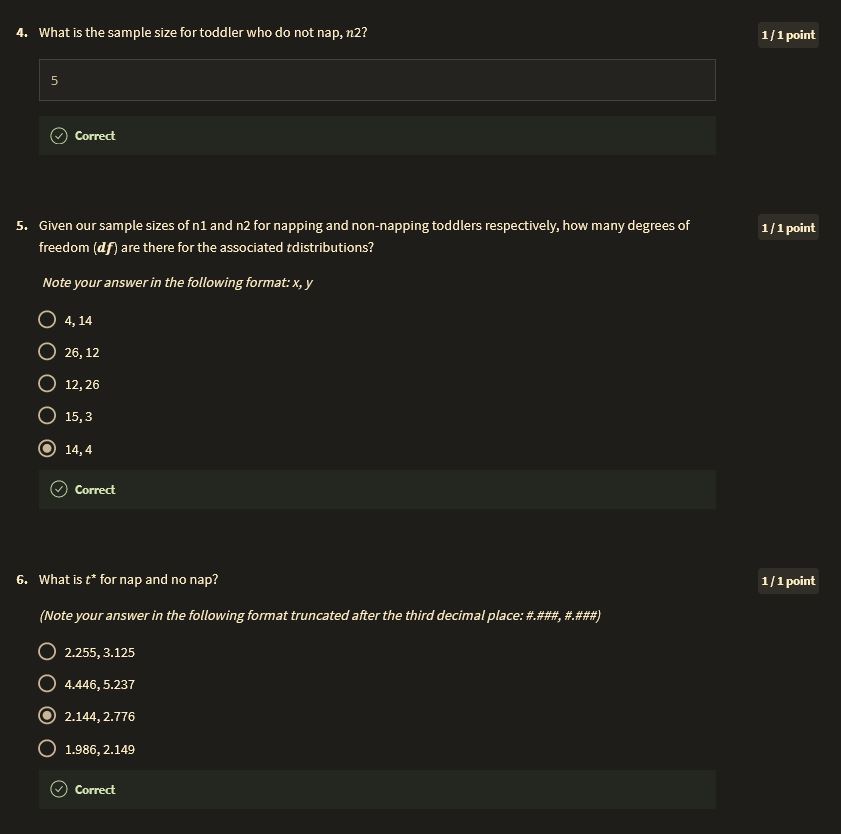 4. What is the sample size for toddler who do not nap, n2?
1 / 1 point
5
Correct
5. Given our sample sizes of n1 and n2 for napping and non-napping toddlers respectively, how many degrees of
1 / 1 point
freedom (df) are there for the associated tdistributions?
Note your answer in the following format: x, y
4, 14
26, 12
12, 26
15, 3
14, 4
Correct
6. What is t* for nap and no nap?
1 / 1 point
(Note your answer in the following format truncated after the third decimal place: #.###, #.###)
2.255, 3.125
4.446, 5.237
2.144, 2.776
1.986, 2.149
Correct